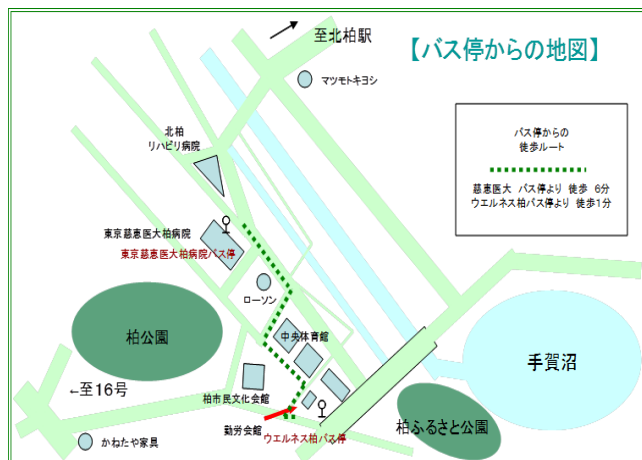 【バス停からの地図】
至北柏駅
マツモトキヨシ
バス停からの
徒歩ルート
慈恵医大 バス停より 徒歩 6分
ウエルネス柏バス停より 徒歩1分
北柏
リハビリ病院
東京慈恵医大柏病院
東京慈恵医大柏病院バス停
ローソン
柏公園
中央体育館
手賀沼
←至16号
柏市民文化会館
柏ふるさと公園
勤労会館
ウエルネス柏バス停
かねたや家具